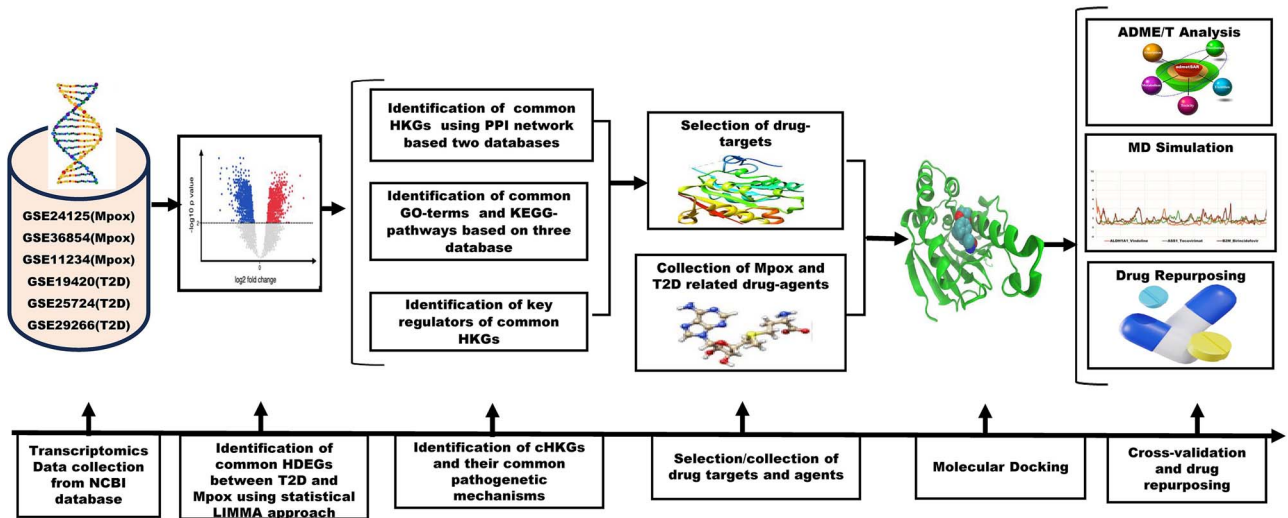 GSE24125(Mpox)
GSE36854(Mpox)
GSE11234(Mpox)
GSE19420(T2D)
GSE25724(T2D)
GSE29266(T2D)
-log10 p value
2
0
log2 fold change
Identification of common
HKGs using PPI network
based two databases
Identification of common
GO-terms and KEGG-
pathways based on three
database
Identification of key
regulators of common
HKGs
Selection of drug-
targets
Collection of Mpox and
T2D related drug-agents
ADME/T Analysis
admetSAR
MD Simulation
Drug Repurposing
Transcriptomics
Data collection
from NCBI
database
Identification of
common HDEGs
between T2D and
Mpox using statistical
LIMMA approach
Identification of cHKGs
and their common
pathogenetic
mechanisms
Selection/collection of
drug targets and agents
Molecular Docking
Cross-validation
and drug
repurposing